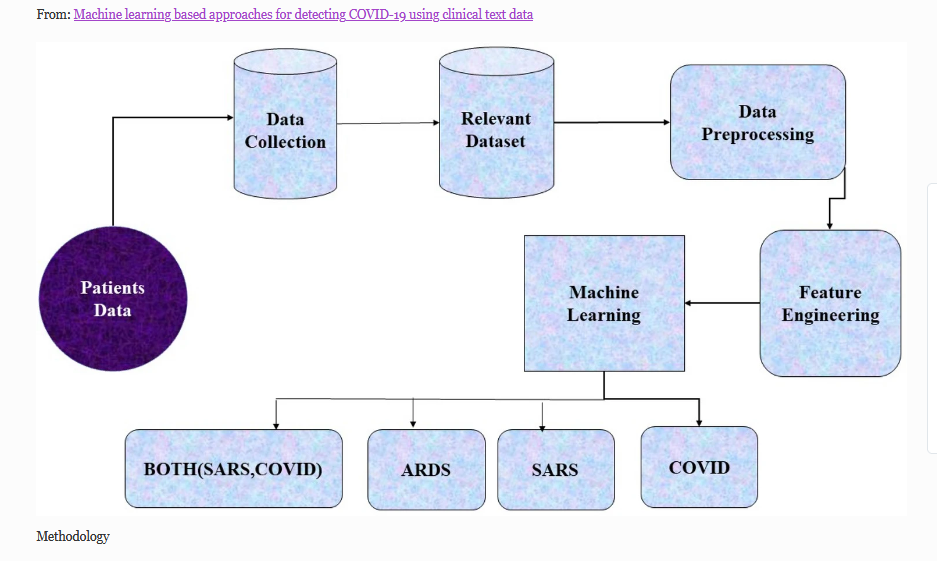 From: Machine learning based approaches for detecting COVID-19 using clinical text data
Data
Collection
Relevant
Dataset
Data
Preprocessing
Patients
Data
Machine
Learning
Feature
Engineering
BOTH(SARS,COVID)
ARDS
SARS
COVID
Methodology